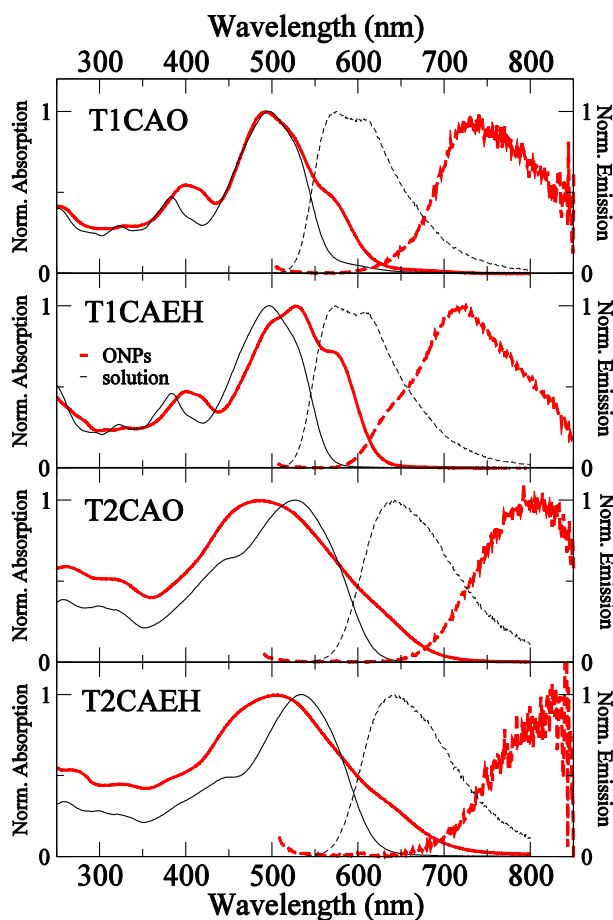 Wavelength (nm)
250 300 400 500 600 700 800
Norm. Absorption
1
0
T1CAO
1
0
Norm. Emission
Norm. Absorption
1
0
T1CAEH
ONPs
solution
1
0
Norm. Emission
Norm. Absorption
1
0
T2CAO
1
0
Norm. Emission
Norm. Absorption
1
0
T2CAEH
1
0
Norm. Emission
250 300 400 500 600 700 800
Wavelength (nm)